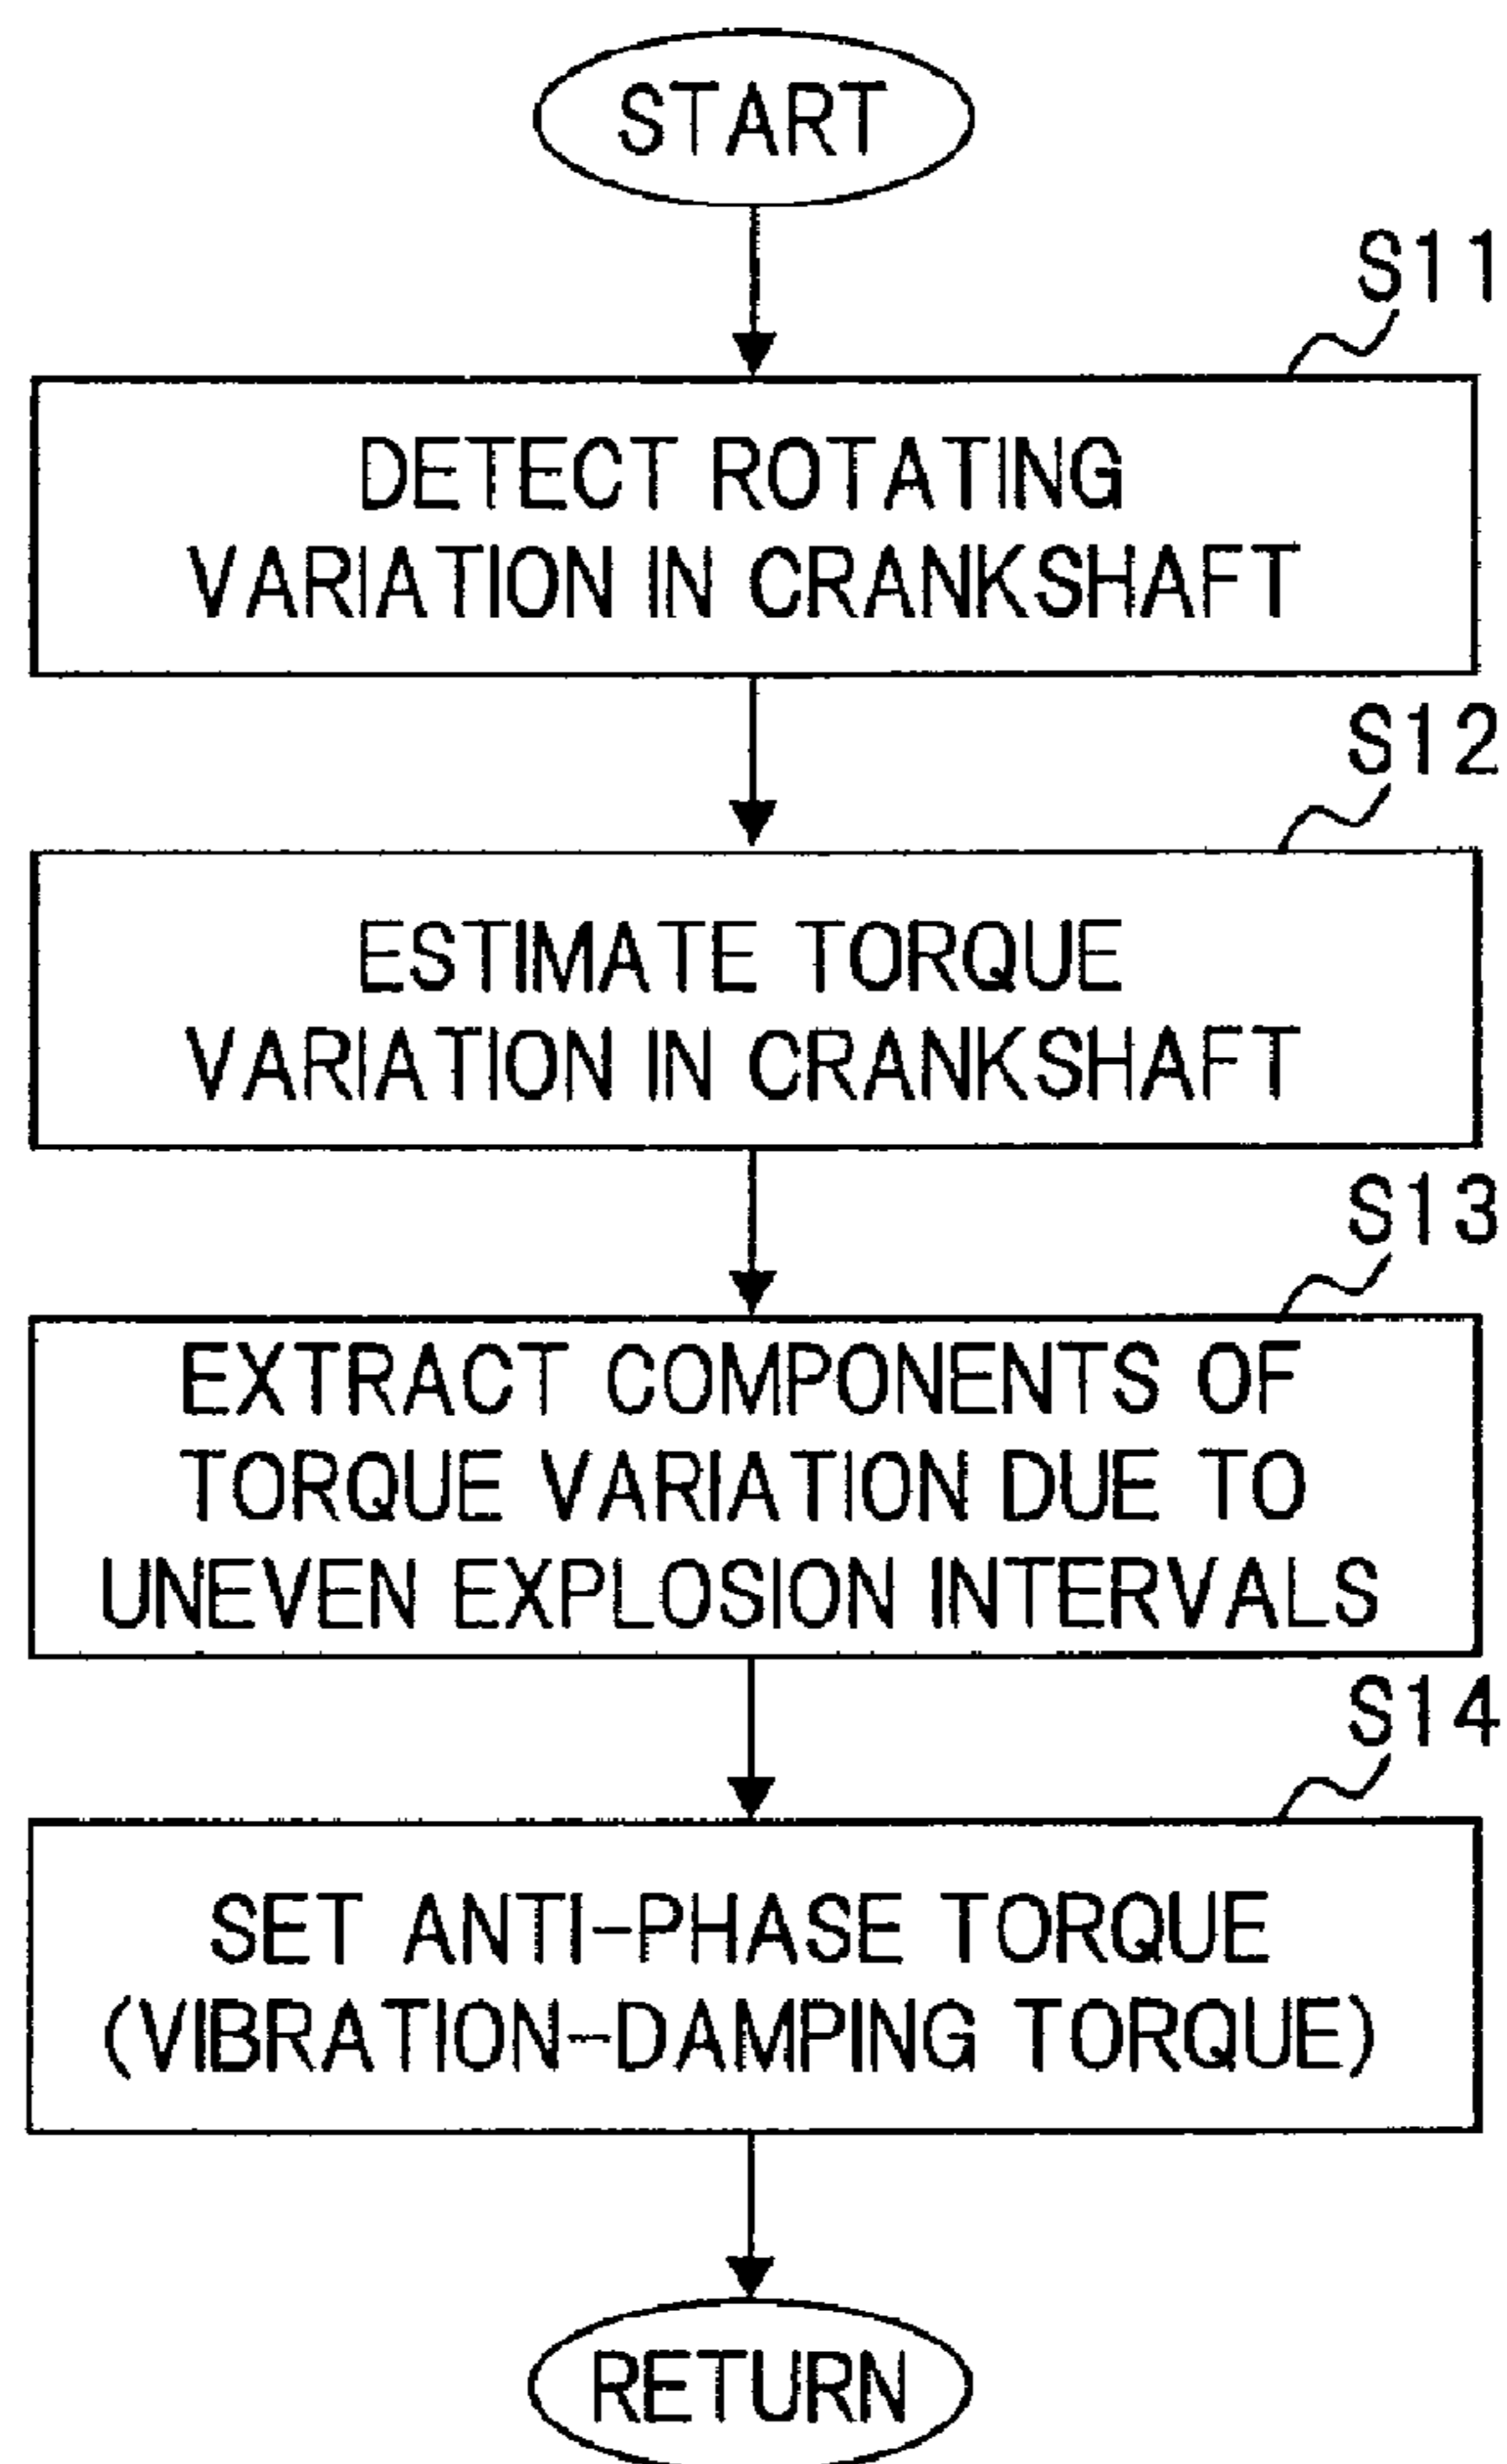 START
S11
DETECT ROTATING
VARIATION IN CRANKSHAFT
S12
ESTIMATE TORQUE
VARIATION IN CRANKSHAFT
S13
EXTRACT COMPONENTS OF
TORQUE VARIATION DUE TO
UNEVEN EXPLOSION INTERVALS
S14
SET ANTI-PHASE TORQUE
(VIBRATION-DAMPING TORQUE)
RETURN